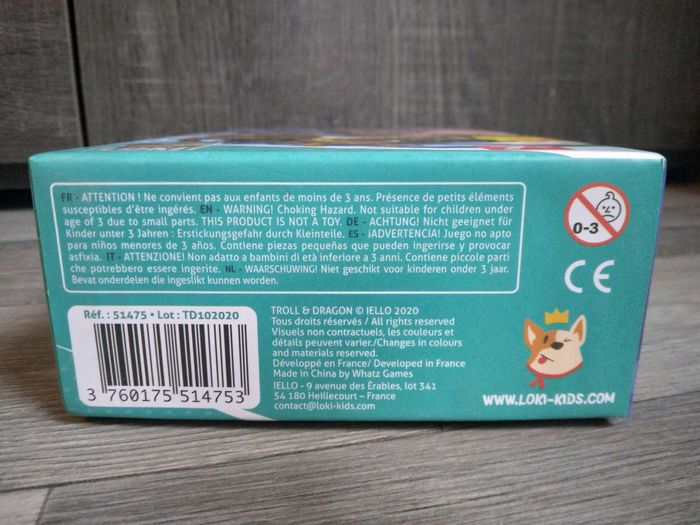 FR - ATTENTION ! Ne convient pas aux enfants de moins de 3 ans. Présence de petits éléments
susceptibles d'être ingérés. EN - WARNING! Choking Hazard. Not suitable for children under
age of 3 due to small parts. THIS PRODUCT IS NOT A TOY. DE - ACHTUNG! Nicht geeignet für
Kinder unter 3 Jahren : Erstickungsgefahr durch Kleinteile. ES - ¡ADVERTENCIA! Juego no apto
para niños menores de 3 años. Contiene piezas pequeñas que pueden ingerirse y provocar
asfixia. IT - ATTENZIONE! Non adatto a bambini di età inferiore a 3 anni. Contiene piccole parti
che potrebbero essere ingerite. NL - WAARSCHUWING! Niet geschikt voor kinderen onder 3 jaar.
Bevat onderdelen die ingeslikt kunnen worden.
0-3
CE
Réf. : 51475 • Lot : TD102020
3 760175 514753
TROLL & DRAGON © IELLO 2020
Tous droits réservés / All rights reserved
Visuels non contractuels, les couleurs et
détails peuvent varier./Changes in colours
and materials reserved.
Développé en France/ Developed in France
Made in China by Whatz Games
IELLO - 9 avenue des Érables, lot 341
54 180 Heillecourt – France
contact@loki-kids.com
WWW.LOKI-KIDS.COM